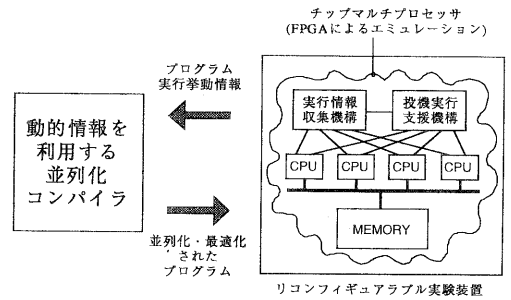 チップマルチプロセッサ
(FPGAによるエミュレーション)
プログラム
実行挙動情報
動的情報を
利用する
並列化
コンパイラ
並列化・最適化
された
プログラム
実行情報
収集機構
投機実行
支援機構
CPU
CPU
CPU
CPU
MEMORY
リコンフィギュアラブル実験装置